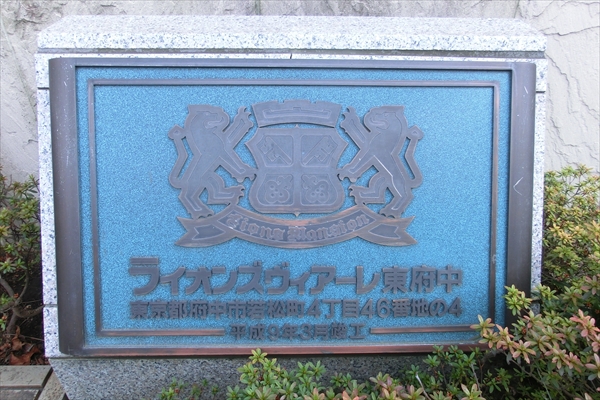 Lions Mansion
ライオンズヴィアーレ東府中
東京都府中市若松町4丁目46番地の4
平成9年3月竣工